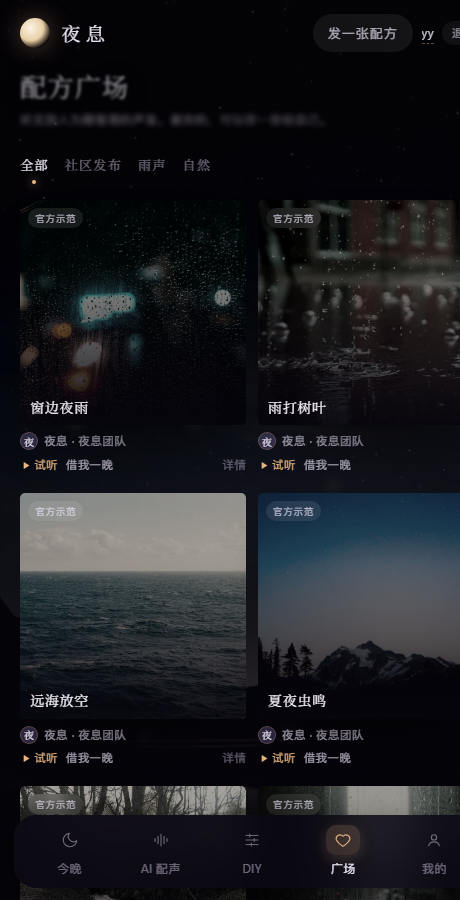 夜息
发一张配方 yy 退
配方广场
全部 社区发布 雨声 自然
官方示范 官方示范
窗边夜雨 雨打树叶
夜 夜息 · 夜息团队 夜 夜息 · 夜息团队
试听 借我一晚 详情 试听 借我一晚
官方示范 官方示范
远海放空 夏夜虫鸣
夜 夜息 · 夜息团队 夜 夜息 · 夜息团队
试听 借我一晚 详情 试听 借我一晚
官方示范 官方示范
今晚 AI 配声 DIY 广场 我的